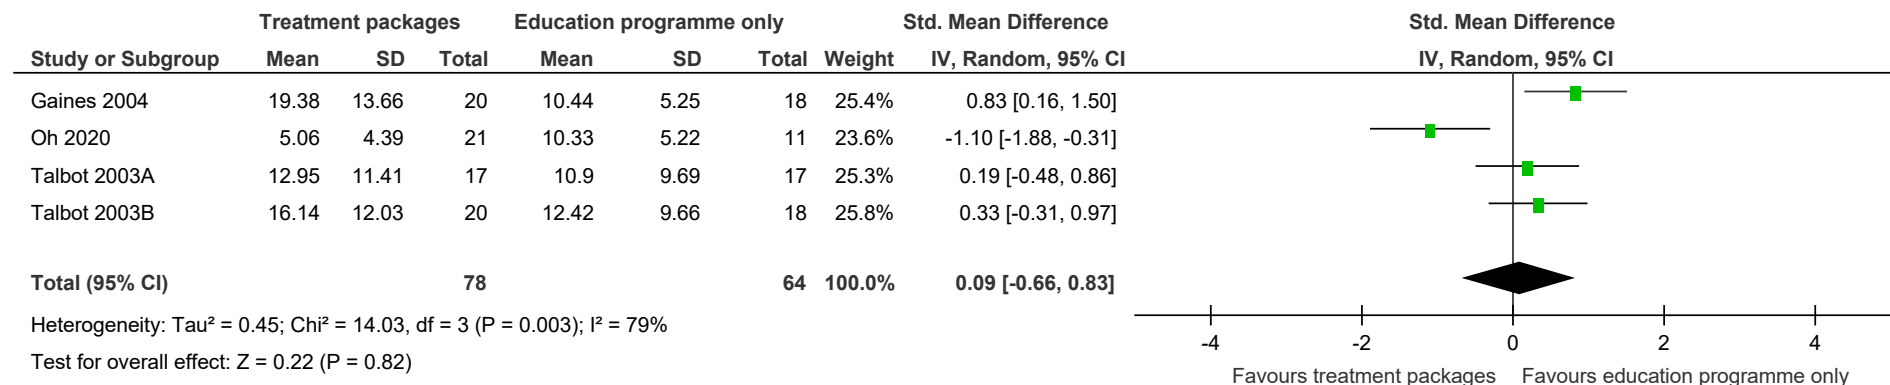 Treatment packages Education programme only Std. Mean Difference Std. Mean Difference
Study or Subgroup Mean SD Total Mean SD Total Weight IV, Random, 95% CI IV, Random, 95% CI
Gaines 2004 19.38 13.66 20 10.44 5.25 18 25.4% 0.83 [0.16, 1.50]
Oh 2020 5.06 4.39 21 10.33 5.22 11 23.6% -1.10 [-1.88, -0.31]
Talbot 2003A 12.95 11.41 17 10.9 9.69 17 25.3% 0.19 [-0.48, 0.86]
Talbot 2003B 16.14 12.03 20 12.42 9.66 18 25.8% 0.33 [-0.31, 0.97]
Total (95% CI) 78 64 100.0% 0.09 [-0.66, 0.83]
Heterogeneity: Tau² = 0.45; Chi² = 14.03, df = 3 (P = 0.003); I² = 79%
Test for overall effect: Z = 0.22 (P = 0.82)
-4 -2 0 2 4
Favours treatment packages Favours education programme only